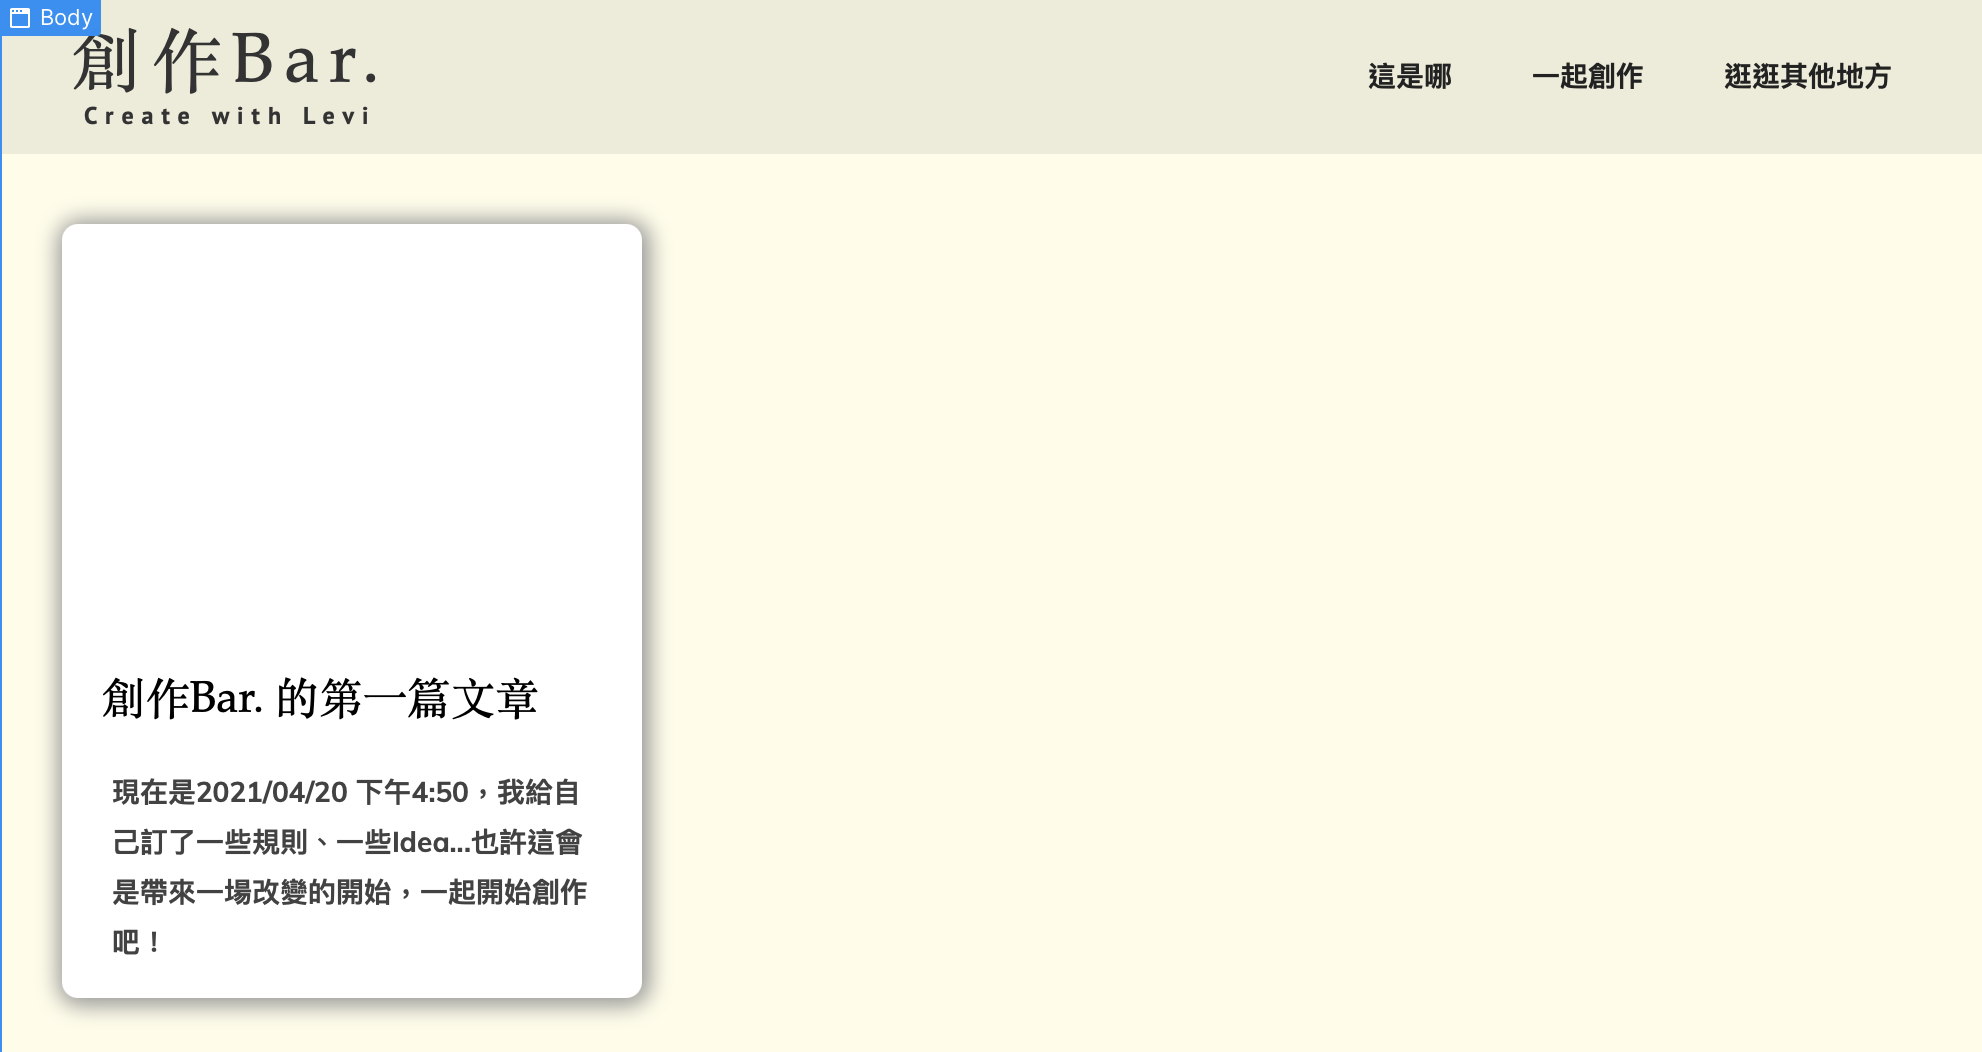 Body
創作Bar.
Create with Levi
這是哪
一起創作
逛逛其他地方
創作Bar. 的第一篇文章
現在是2021/04/20 下午4:50，我給自
己訂了一些規則、一些Idea...也許這會
是帶來一場改變的開始，一起開始創作
吧！